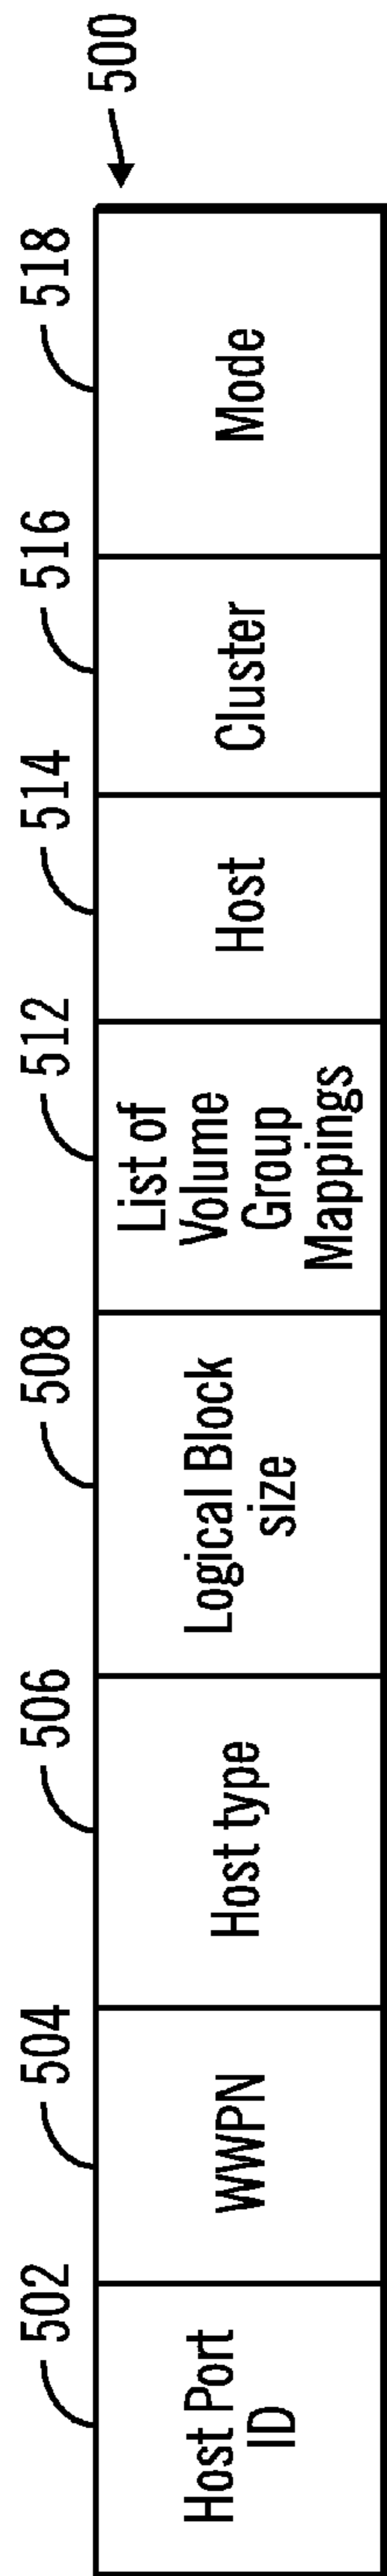 502 504 506 508 512 514 516 518
500
Host Port
ID
WWPN
Host type
Logical Block
size
List of
Volume
Group
Mappings
Host
Cluster
Mode